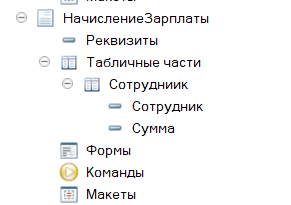 НачислениеЗарплаты
Реквизиты
Табличные части
Сотрудниик
Сотрудник
Сумма
Формы
Команды
Макеты